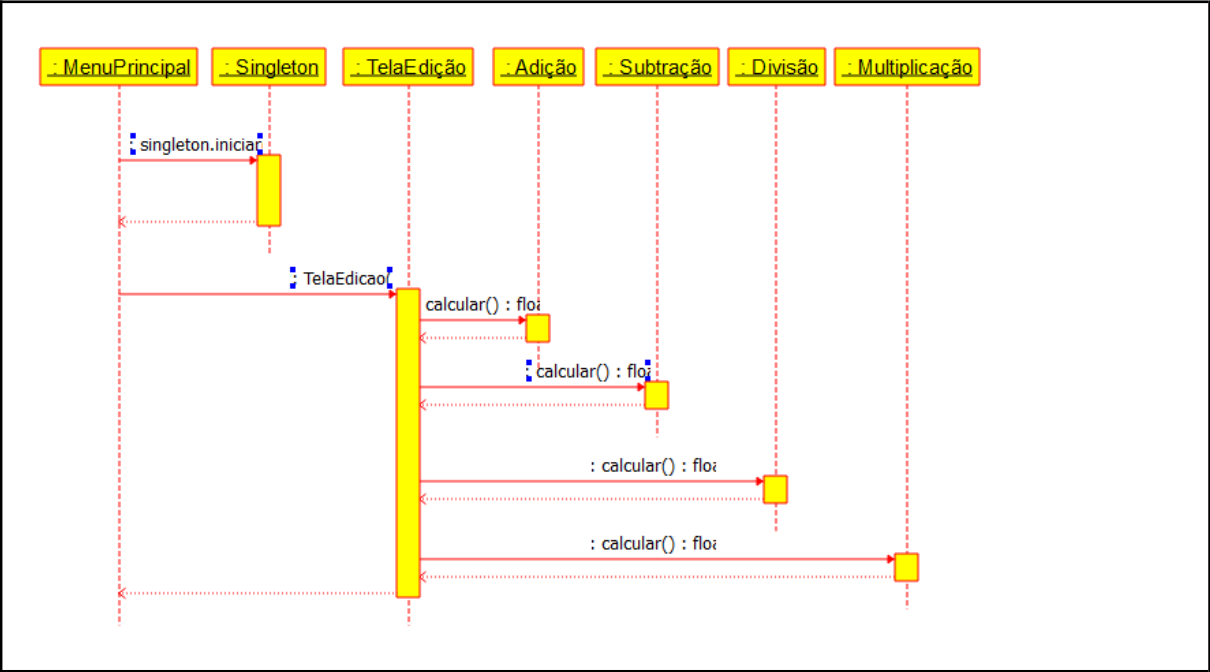 : MenuPrincipal
: Singleton
: TelaEdição
: Adição
: Subtração
: Divisão
: Multiplicação
: singleton.iniciar
: TelaEdicao(
calcular() : floa
: calcular() : floa
: calcular() : floa
: calcular() : floa